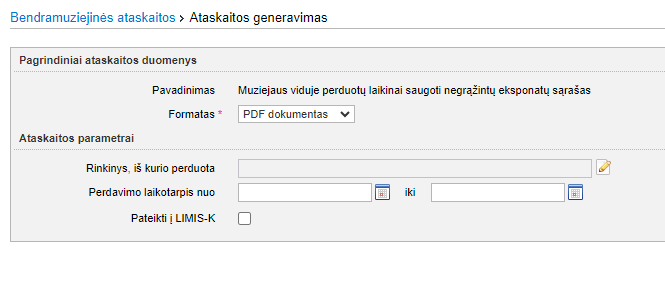 Bendramuziejinės ataskaitos > Ataskaitos generavimas
Pagrindiniai ataskaitos duomenys
Pavadinimas Muziejaus viduje perduotų laikinai saugoti negrąžintų eksponatų sąrašas
Formatas * PDF dokumentas
Ataskaitos parametrai
Rinkinys, iš kurio perduota
Perdavimo laikotarpis nuo iki
Pateikti į LIMIS-K